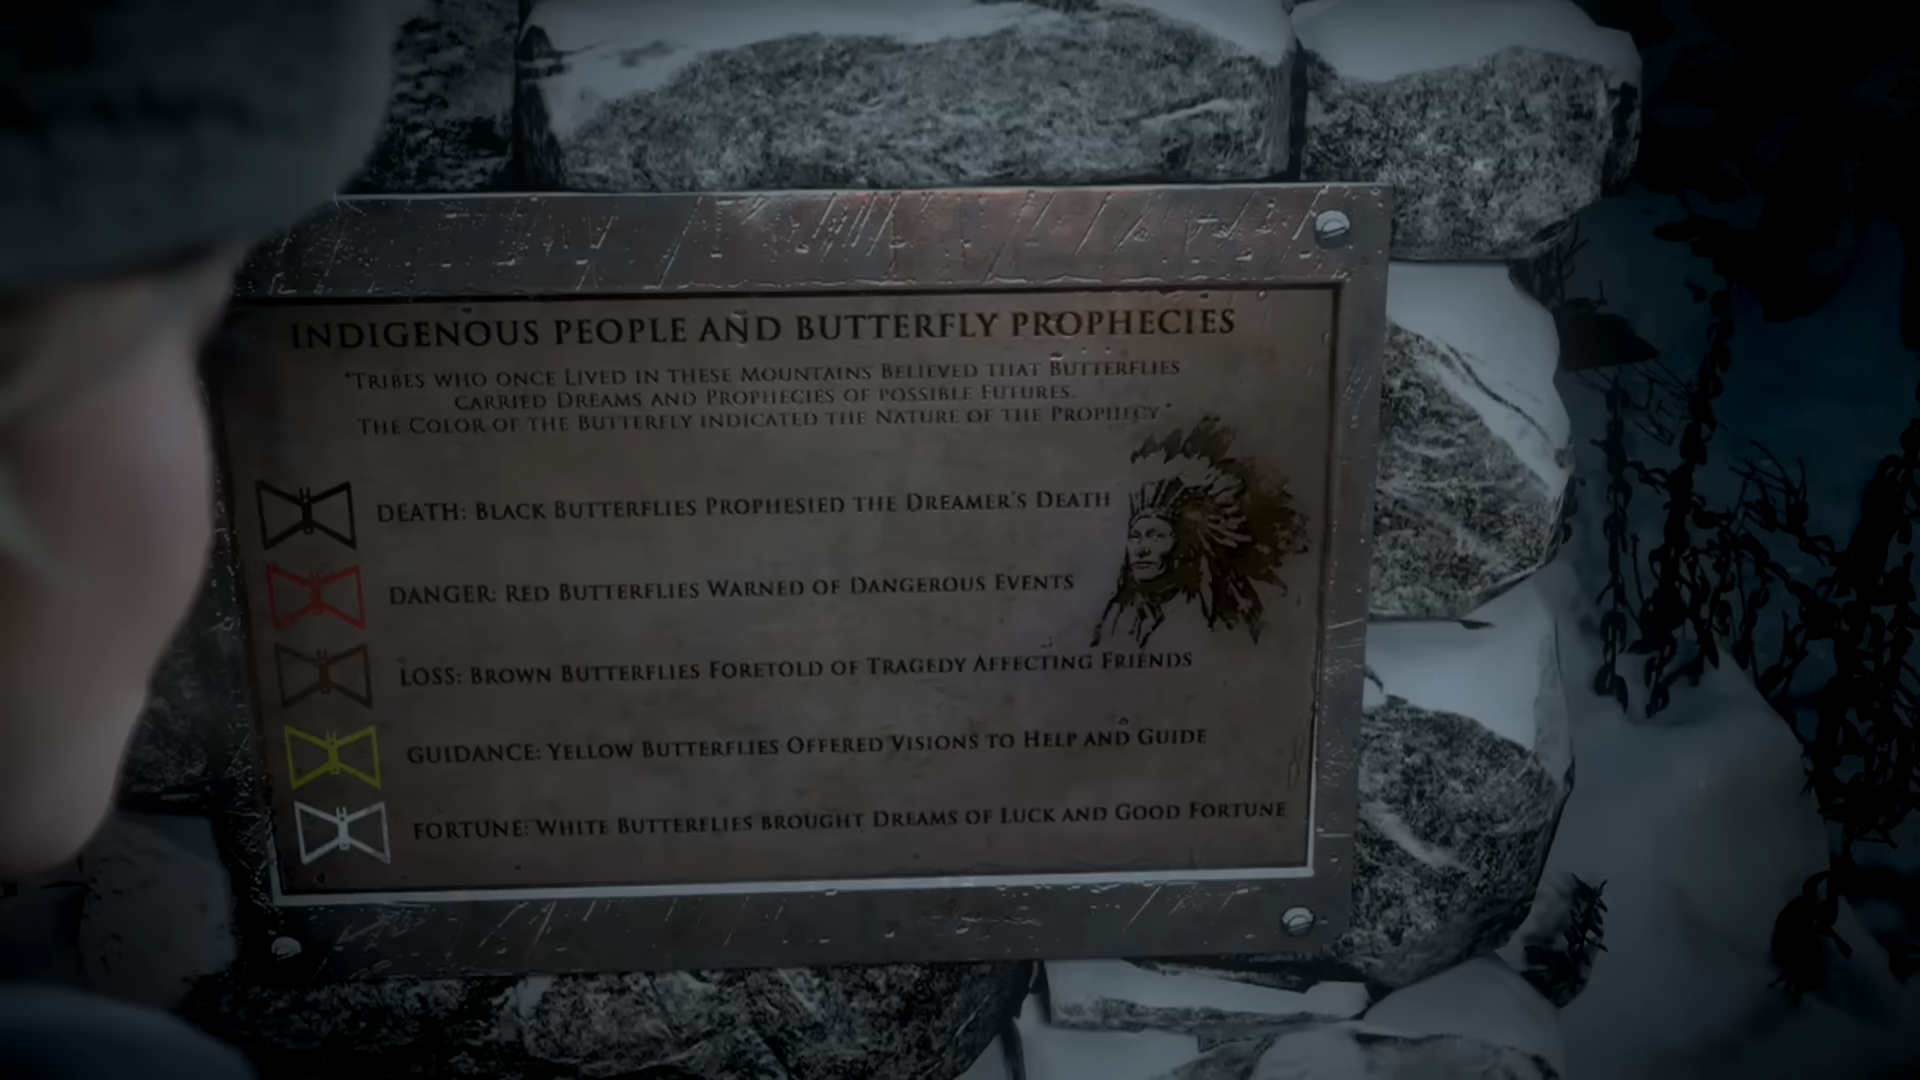 INDIGENOUS PEOPLE AND BUTTERFLY PROPHECIES
"TRIBES WHO ONCE LIVED IN THESE MOUNTAINS BELIEVED THAT BUTTERFLIES
CARRIED DREAMS AND PROPHECIES OF POSSIBLE FUTURES.
THE COLOR OF THE BUTTERFLY INDICATED THE NATURE OF THE PROPHECY."
DEATH: BLACK BUTTERFLIES PROPHESIED THE DREAMER'S DEATH
DANGER: RED BUTTERFLIES WARNED OF DANGEROUS EVENTS
LOSS: BROWN BUTTERFLIES FORETOLD OF TRAGEDY AFFECTING FRIENDS
GUIDANCE: YELLOW BUTTERFLIES OFFERED VISIONS TO HELP AND GUIDE
FORTUNE: WHITE BUTTERFLIES BROUGHT DREAMS OF LUCK AND GOOD FORTUNE